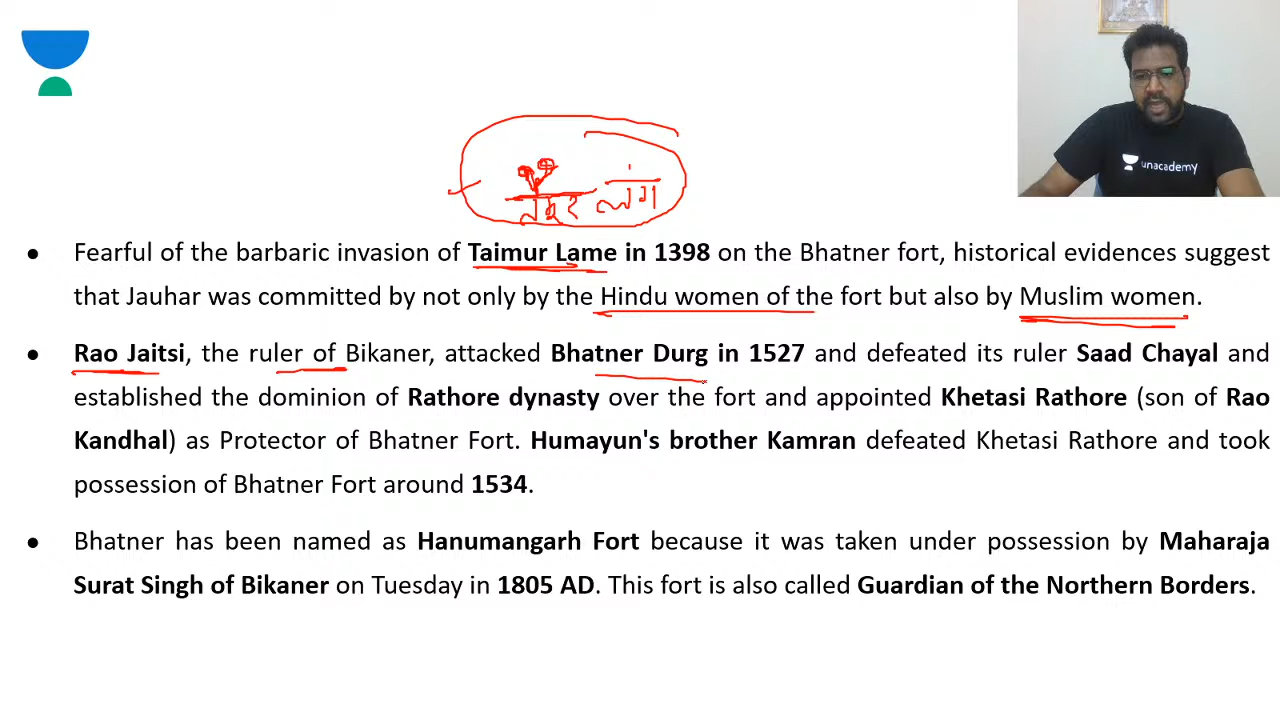 unacademy
तैमूर लंग
● Fearful of the barbaric invasion of Taimur Lame in 1398 on the Bhatner fort, historical evidences suggest
that Jauhar was committed by not only by the Hindu women of the fort but also by Muslim women.
● Rao Jaitsi, the ruler of Bikaner, attacked Bhatner Durg in 1527 and defeated its ruler Saad Chayal and
established the dominion of Rathore dynasty over the fort and appointed Khetasi Rathore (son of Rao
Kandhal) as Protector of Bhatner Fort. Humayun's brother Kamran defeated Khetasi Rathore and took
possession of Bhatner Fort around 1534.
● Bhatner has been named as Hanumangarh Fort because it was taken under possession by Maharaja
Surat Singh of Bikaner on Tuesday in 1805 AD. This fort is also called Guardian of the Northern Borders.